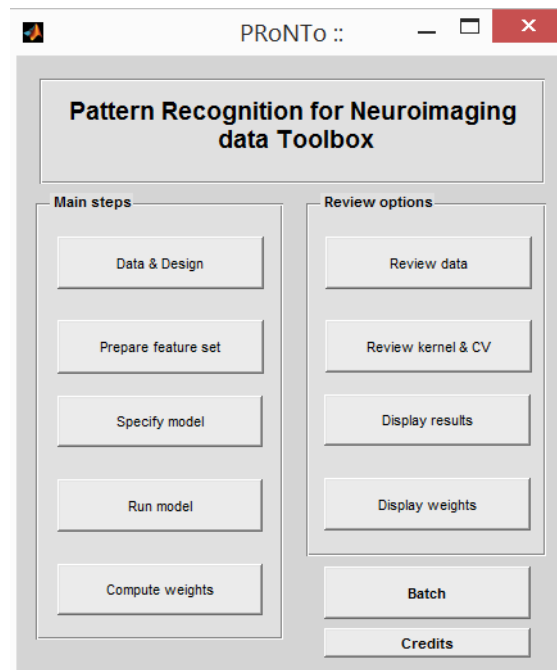 PRoNTo ::
Pattern Recognition for Neuroimaging
data Toolbox
Main steps
Data & Design
Prepare feature set
Specify model
Run model
Compute weights
Review options
Review data
Review kernel & CV
Display results
Display weights
Batch
Credits